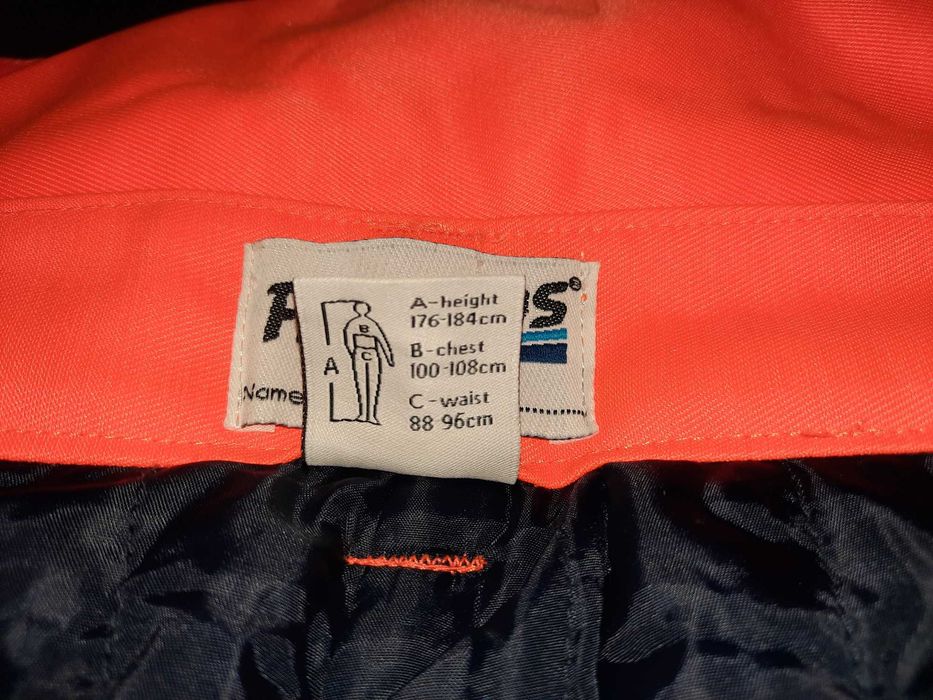 A-height
176-184cm
B-chest
100-108cm
C-waist
88-96cm
A
B
C
Name